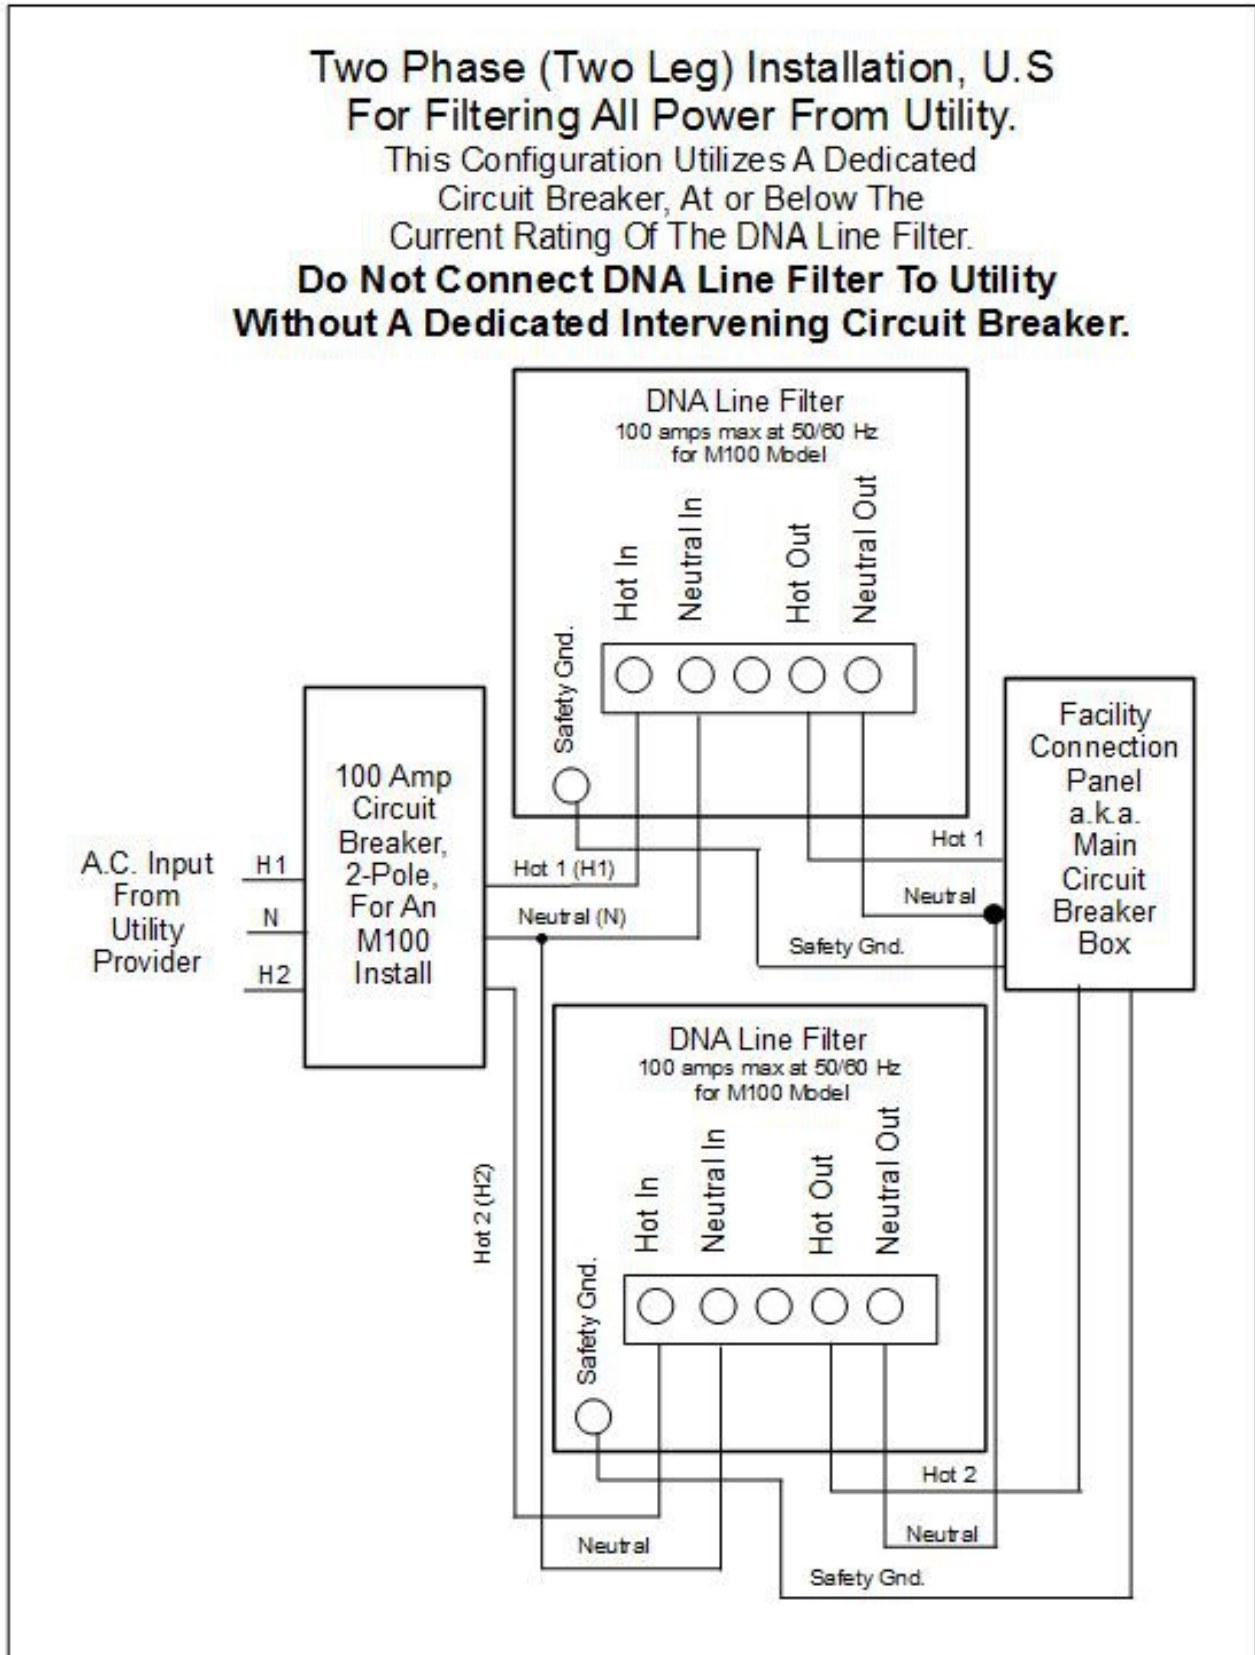 Two Phase (Two Leg) Installation, U.S
For Filtering All Power From Utility.
This Configuration Utilizes A Dedicated
Circuit Breaker, At or Below The
Current Rating Of The DNA Line Filter.
Do Not Connect DNA Line Filter To Utility
Without A Dedicated Intervening Circuit Breaker.
DNA Line Filter
100 amps max at 50/60 Hz
for M100 Model
Hot In
Neutral In
Hot Out
Neutral Out
Safety Gnd.
100 Amp
Circuit
Breaker,
2-Pole,
For An
M100
Install
A.C. Input
From
Utility
Provider
H1
N
H2
Hot 1 (H1)
Neutral (N)
Hot 1
Neutral
Safety Gnd.
Facility
Connection
Panel
a.k.a.
Main
Circuit
Breaker
Box
DNA Line Filter
100 amps max at 50/60 Hz
for M100 Model
Hot In
Neutral In
Hot Out
Neutral Out
Safety Gnd.
Hot 2 (H2)
Hot 2
Neutral
Neutral
Safety Gnd.